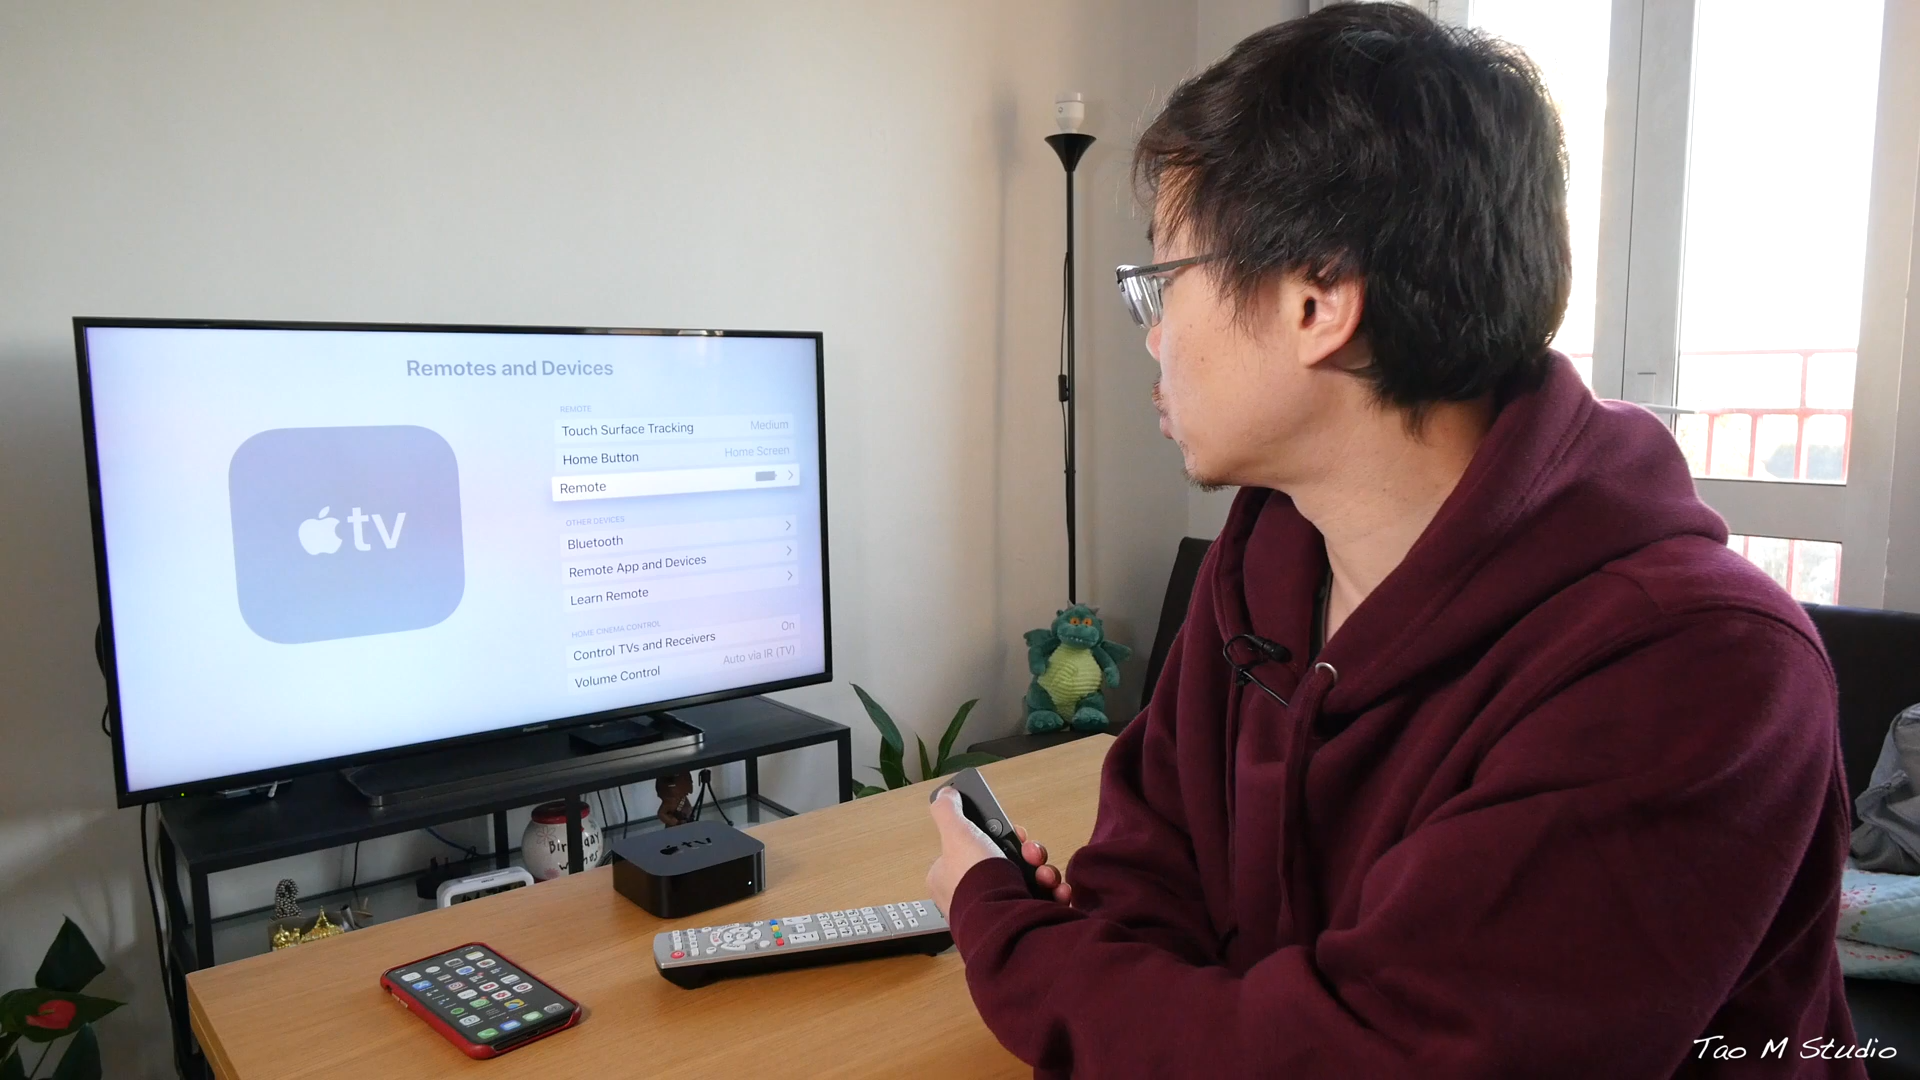 Remotes and Devices
REMOTE
Touch Surface Tracking Medium
Home Button Home Screen
Remote
OTHER DEVICES
Bluetooth
Remote App and Devices
Learn Remote
HOME CINEMA CONTROL
Control TVs and Receivers On
Volume Control Auto via IR (TV)
tv
Panasonic
Birthday
tv
Tao M Studio